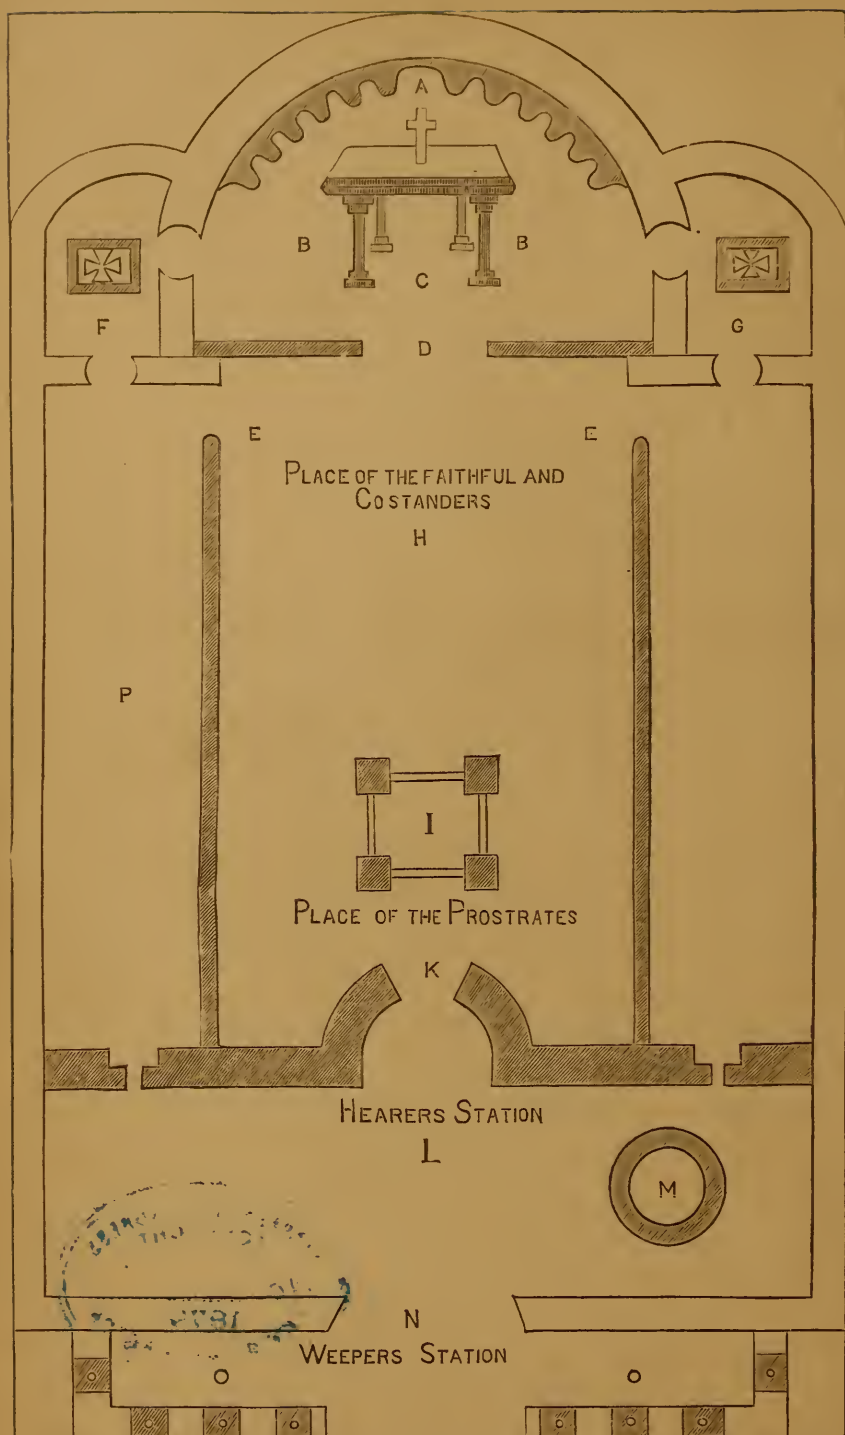 A
B B
C
F G
D
E E
PLACE OF THE FAITHFUL AND
COSTANDERS
H
P
I
PLACE OF THE PROSTRATES
K
HEARERS STATION
L
M
N
WEEPERS STATION
O O